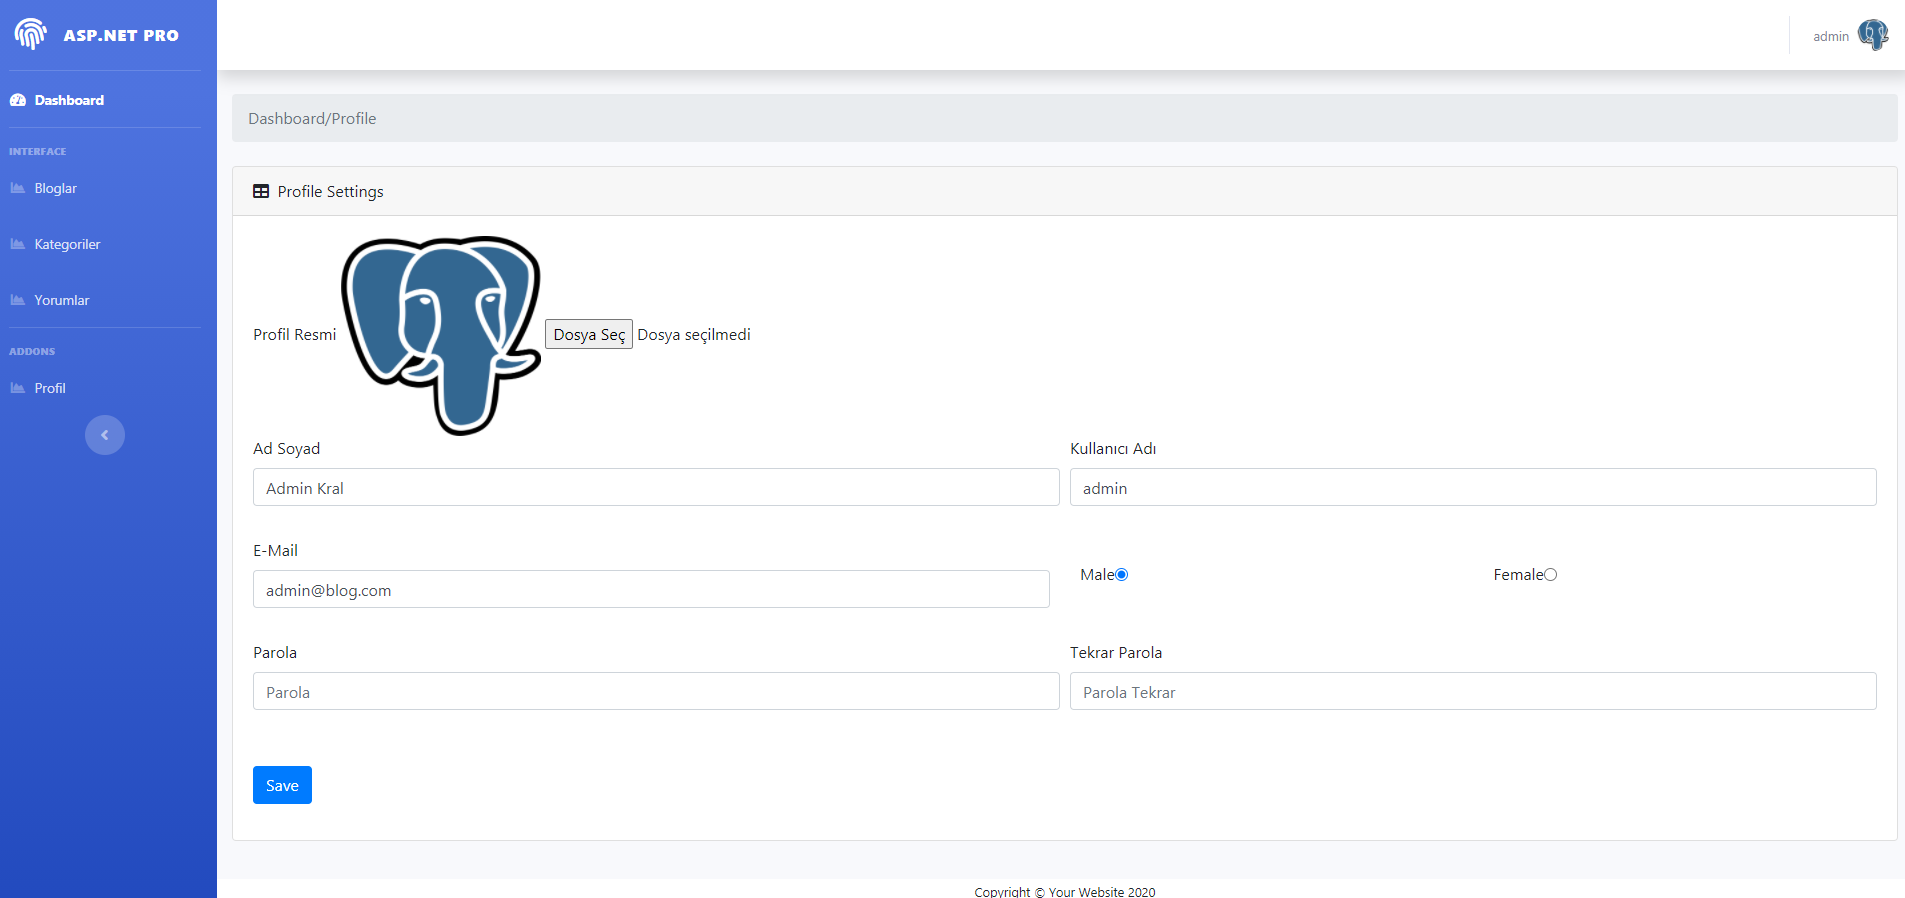 ASP.NET PRO
Dashboard
INTERFACE
Bloglar
Kategoriler
Yorumlar
ADDONS
Profil
admin
Dashboard/Profile
Profile Settings
Profil Resmi Dosya Seç Dosya seçilmedi
Ad Soyad Kullanıcı Adı
Admin Kral admin
E-Mail
Male Female
admin@blog.com
Parola Tekrar Parola
Parola Parola Tekrar
Save
Copyright © Your Website 2020